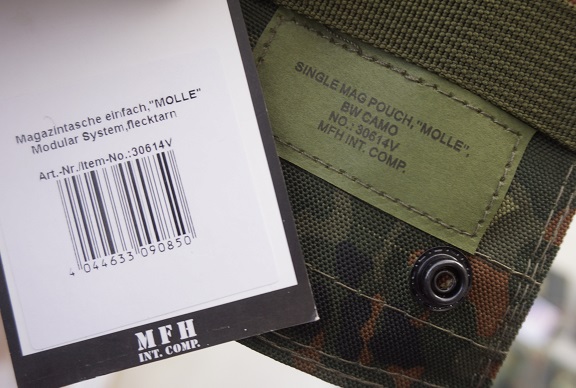 Magazintasche einfach,"MOLLE"
Modular System,flecktarn
Art.-Nr./Item-No.:30614V
4 044633 090850
MFH
INT. COMP.
SINGLE MAG POUCH,"MOLLE",
BW CAMO
NO.: 30614V
MFH INT. COMP.